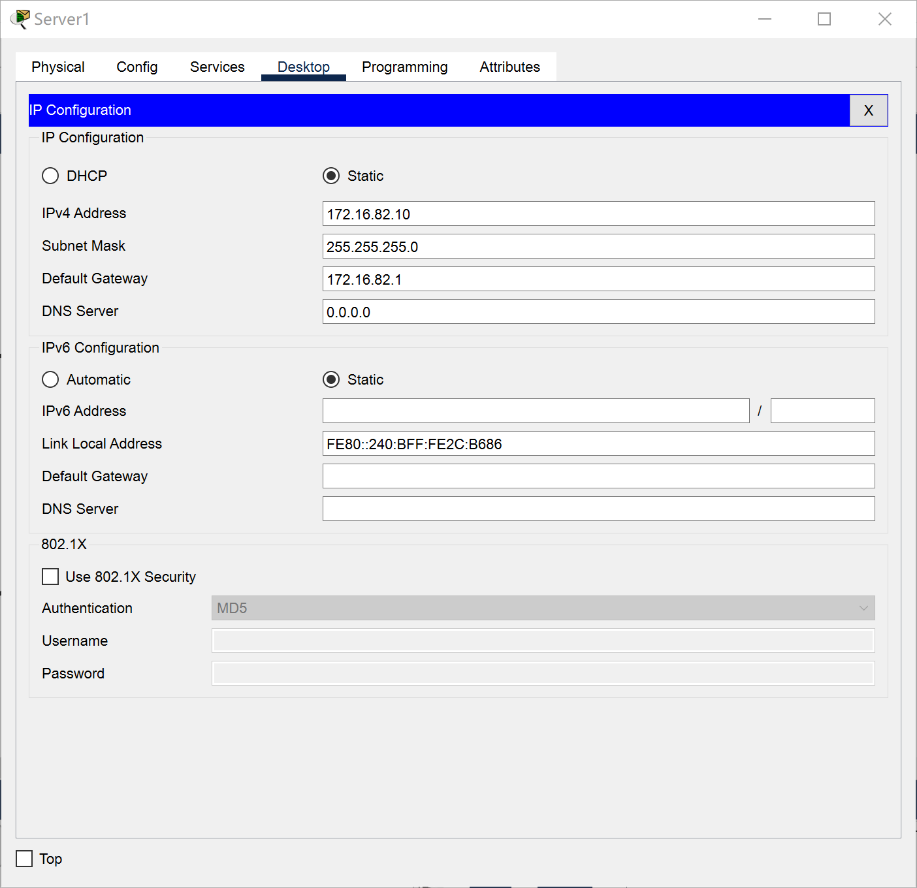 Server1
Physical Config Services Desktop Programming Attributes
IP Configuration X
IP Configuration
DHCP Static
IPv4 Address 172.16.82.10
Subnet Mask 255.255.255.0
Default Gateway 172.16.82.1
DNS Server 0.0.0.0
IPv6 Configuration
Automatic Static
IPv6 Address /
Link Local Address FE80::240:BFF:FE2C:B686
Default Gateway
DNS Server
802.1X
Use 802.1X Security
Authentication MD5
Username
Password
Top